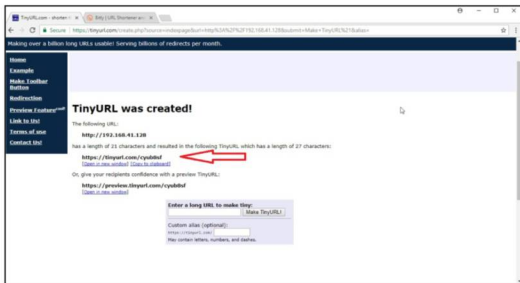 TinyURL.com - shorten
Bitly | URL Shortener and
Secure | https://tinyurl.com/create.php?source=indexpage&url=http%3A%2F%2F192.168.41.128&submit=Make+TinyURL%21&alias=
Making over a billion long URLs usable! Serving billions of redirects per month.
Home
Example
Make Toolbar
Button
Redirection
Preview Feature
Link to Us!
Terms of use
Contact Us!
TinyURL was created!
The following URL:
http://192.168.41.128
has a length of 21 characters and resulted in the following TinyURL which has a length of 27 characters:
https://tinyurl.com/cyub9sf
[Open in new window] [Copy to clipboard]
Or, give your recipients confidence with a preview TinyURL:
https://preview.tinyurl.com/cyub9sf
[Open in new window]
Enter a long URL to make tiny:
Make TinyURL!
Custom alias (optional):
https://tinyurl.com/
May contain letters, numbers, and dashes.